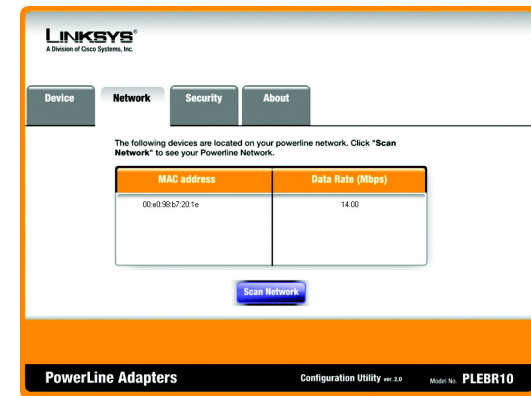 LINKSYS®
A Division of Cisco Systems, Inc.
Device Network Security About
The following devices are located on your powerline network. Click "Scan
Network" to see your Powerline Network.
MAC address Data Rate (Mbps)
00:e0:98:b7:20:1e 14.00
Scan Network
PowerLine Adapters Configuration Utility ver. 2.0 Model No. PLEBR10